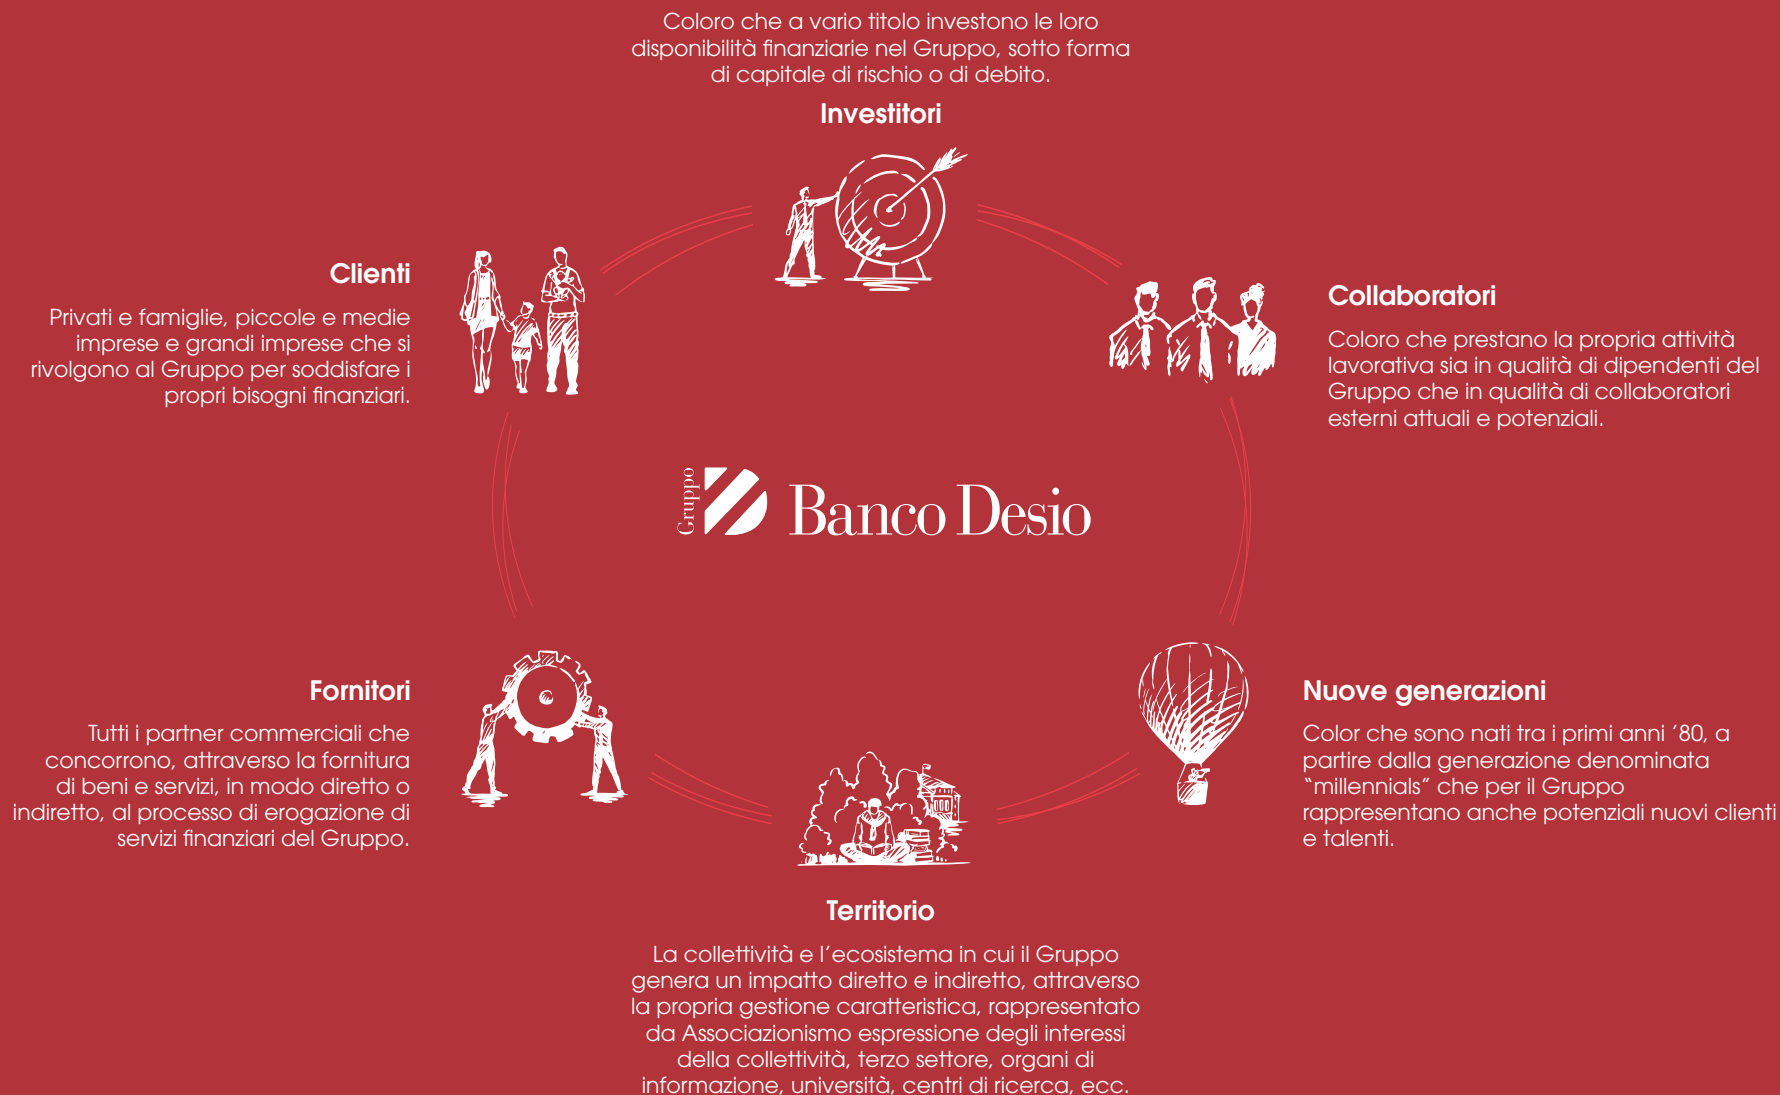 Coloro che a vario titolo investono le loro
disponibilità finanziarie nel Gruppo, sotto forma
di capitale di rischio o di debito.
Investitori
Clienti
Privati e famiglie, piccole e medie
imprese e grandi imprese che si
rivolgono al Gruppo per soddisfare i
propri bisogni finanziari.
Collaboratori
Coloro che prestano la propria attività
lavorativa sia in qualità di dipendenti del
Gruppo che in qualità di collaboratori
esterni attuali e potenziali.
Gruppo
Banco Desio
Fornitori
Tutti i partner commerciali che
concorrono, attraverso la fornitura
di beni e servizi, in modo diretto o
indiretto, al processo di erogazione di
servizi finanziari del Gruppo.
Nuove generazioni
Color che sono nati tra i primi anni ´80, a
partire dalla generazione denominata
“millennials” che per il Gruppo
rappresentano anche potenziali nuovi clienti
e talenti.
Territorio
La collettività e l´ecosistema in cui il Gruppo
genera un impatto diretto e indiretto, attraverso
la propria gestione caratteristica, rappresentato
da Associazionismo espressione degli interessi
della collettività, terzo settore, organi di
informazione, università, centri di ricerca, ecc.